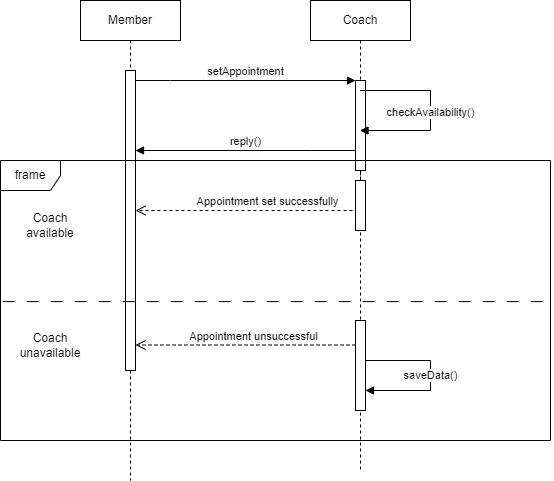 Member
Coach
setAppointment
checkAvailability()
reply()
frame
Appointment set successfully
Coach
available
Appointment unsuccessful
Coach
unavailable
saveData()